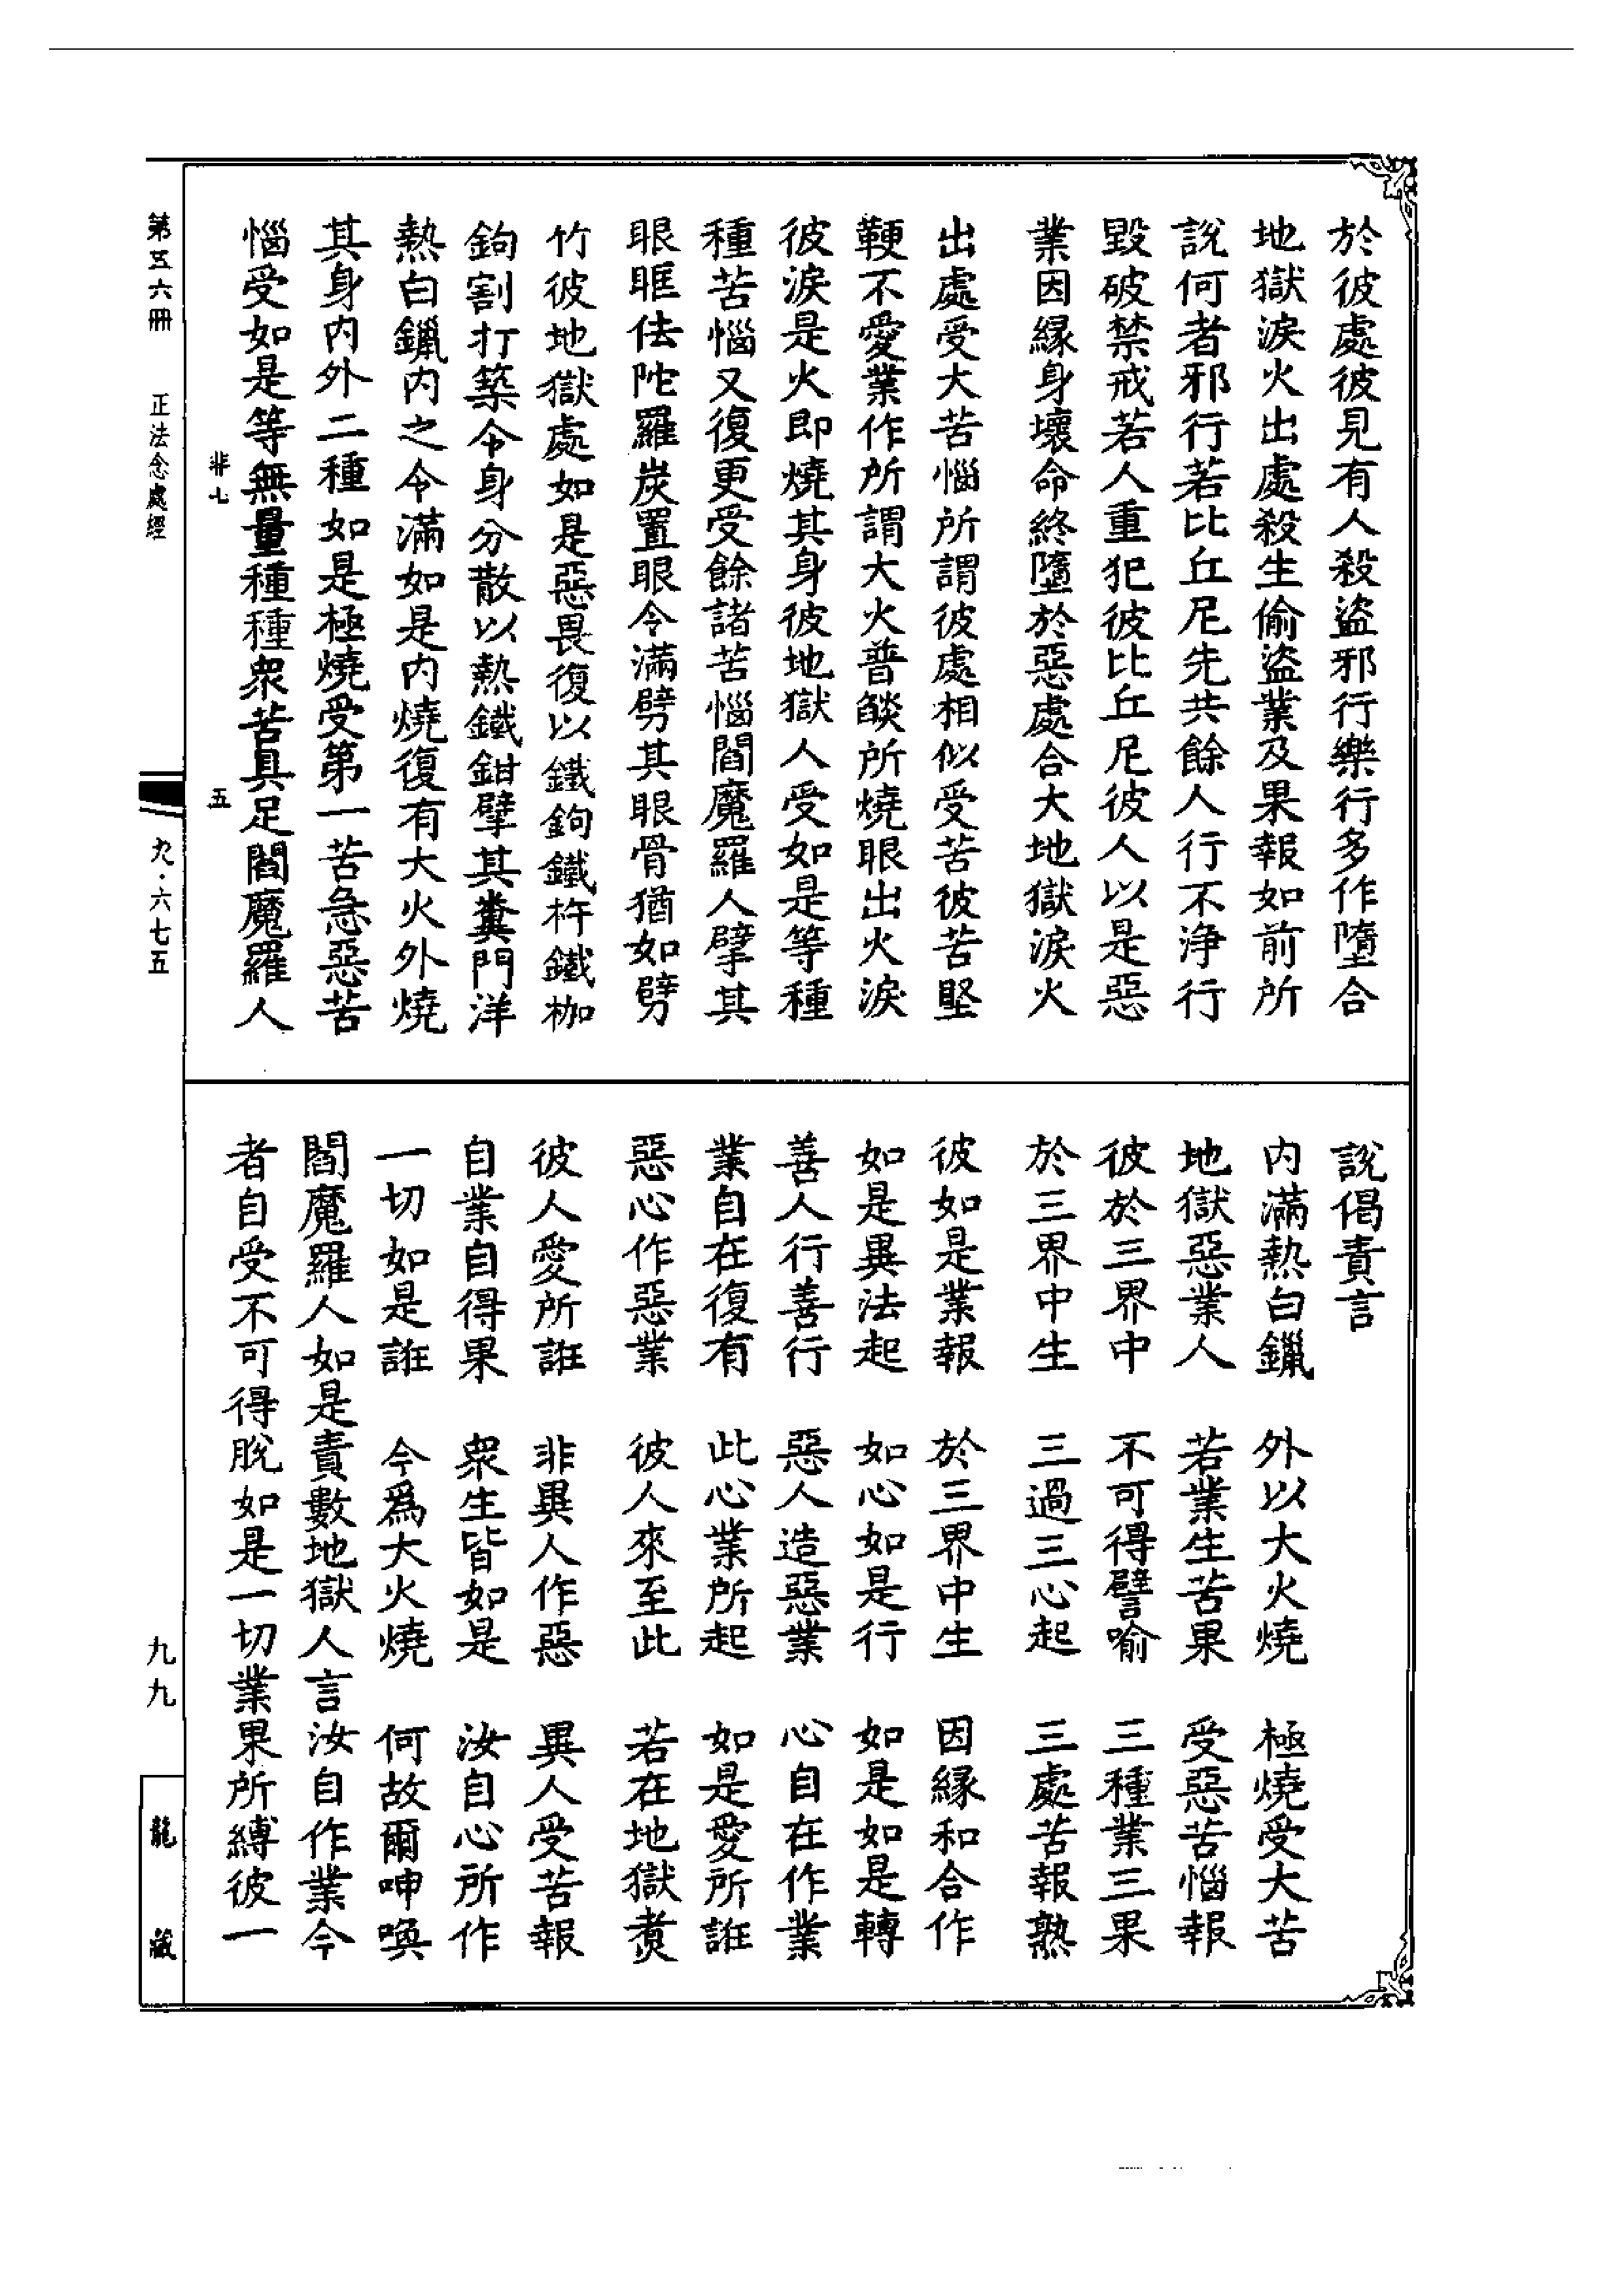 於彼處彼見有人殺盜邪行樂行多作墮合
地獄淚火出處殺生偷盜業及果報如前所
說何者邪行若比丘尼先共餘人行不淨行
毀破禁戒若人重犯彼比丘尼彼人以是惡
業因緣身壞命終墮於惡處合大地獄淚火
出處受大苦惱所謂彼處相似受苦彼苦堅
鞕不愛業作所謂大火普燄所燒眼出火淚
彼淚是火即燒其身彼地獄人受如是等種
種苦惱又復更受餘諸苦惱閻魔羅人擘其
眼眶佉陀羅炭置眼令滿劈其眼骨猶如劈
竹彼地獄處如是惡畏復以鐵鉤鐵杵鐵枷
鉤割打築令身分散以熱鐵鉗擘其糞門洋
熱白鑞內之令滿如是內燒復有大火外燒
其身內外二種如是極燒受第一苦急惡苦
惱受如是等無量種種衆苦具足閻魔羅人
說偈責言
內滿熱白鑞　外以大火燒　極燒受大苦
地獄惡業人　若業生苦果　受惡苦惱報
彼於三界中　不可得譬喻　三種業三果
於三界中生　三過三心起　三處苦報熟
彼如是業報　於三界中生　因緣和合作
如是異法起　如心如是行　如是如是轉
善人行善行　惡人造惡業　心自在作業
業自在復有　此心業所起　如是愛所誑
惡心作惡業　彼人來至此　若在地獄煑
彼人愛所誑　非異人作惡　異人受苦報
自業自得果　衆生皆如是　汝自心所作
一切如是誑　今爲大火燒　何故爾呻喚
閻魔羅人如是責數地獄人言汝自作業今
者自受不可得脫如是一切業果所縛彼一
第五六冊　正法念處經
非七　五
九·六七五
九九
龍藏